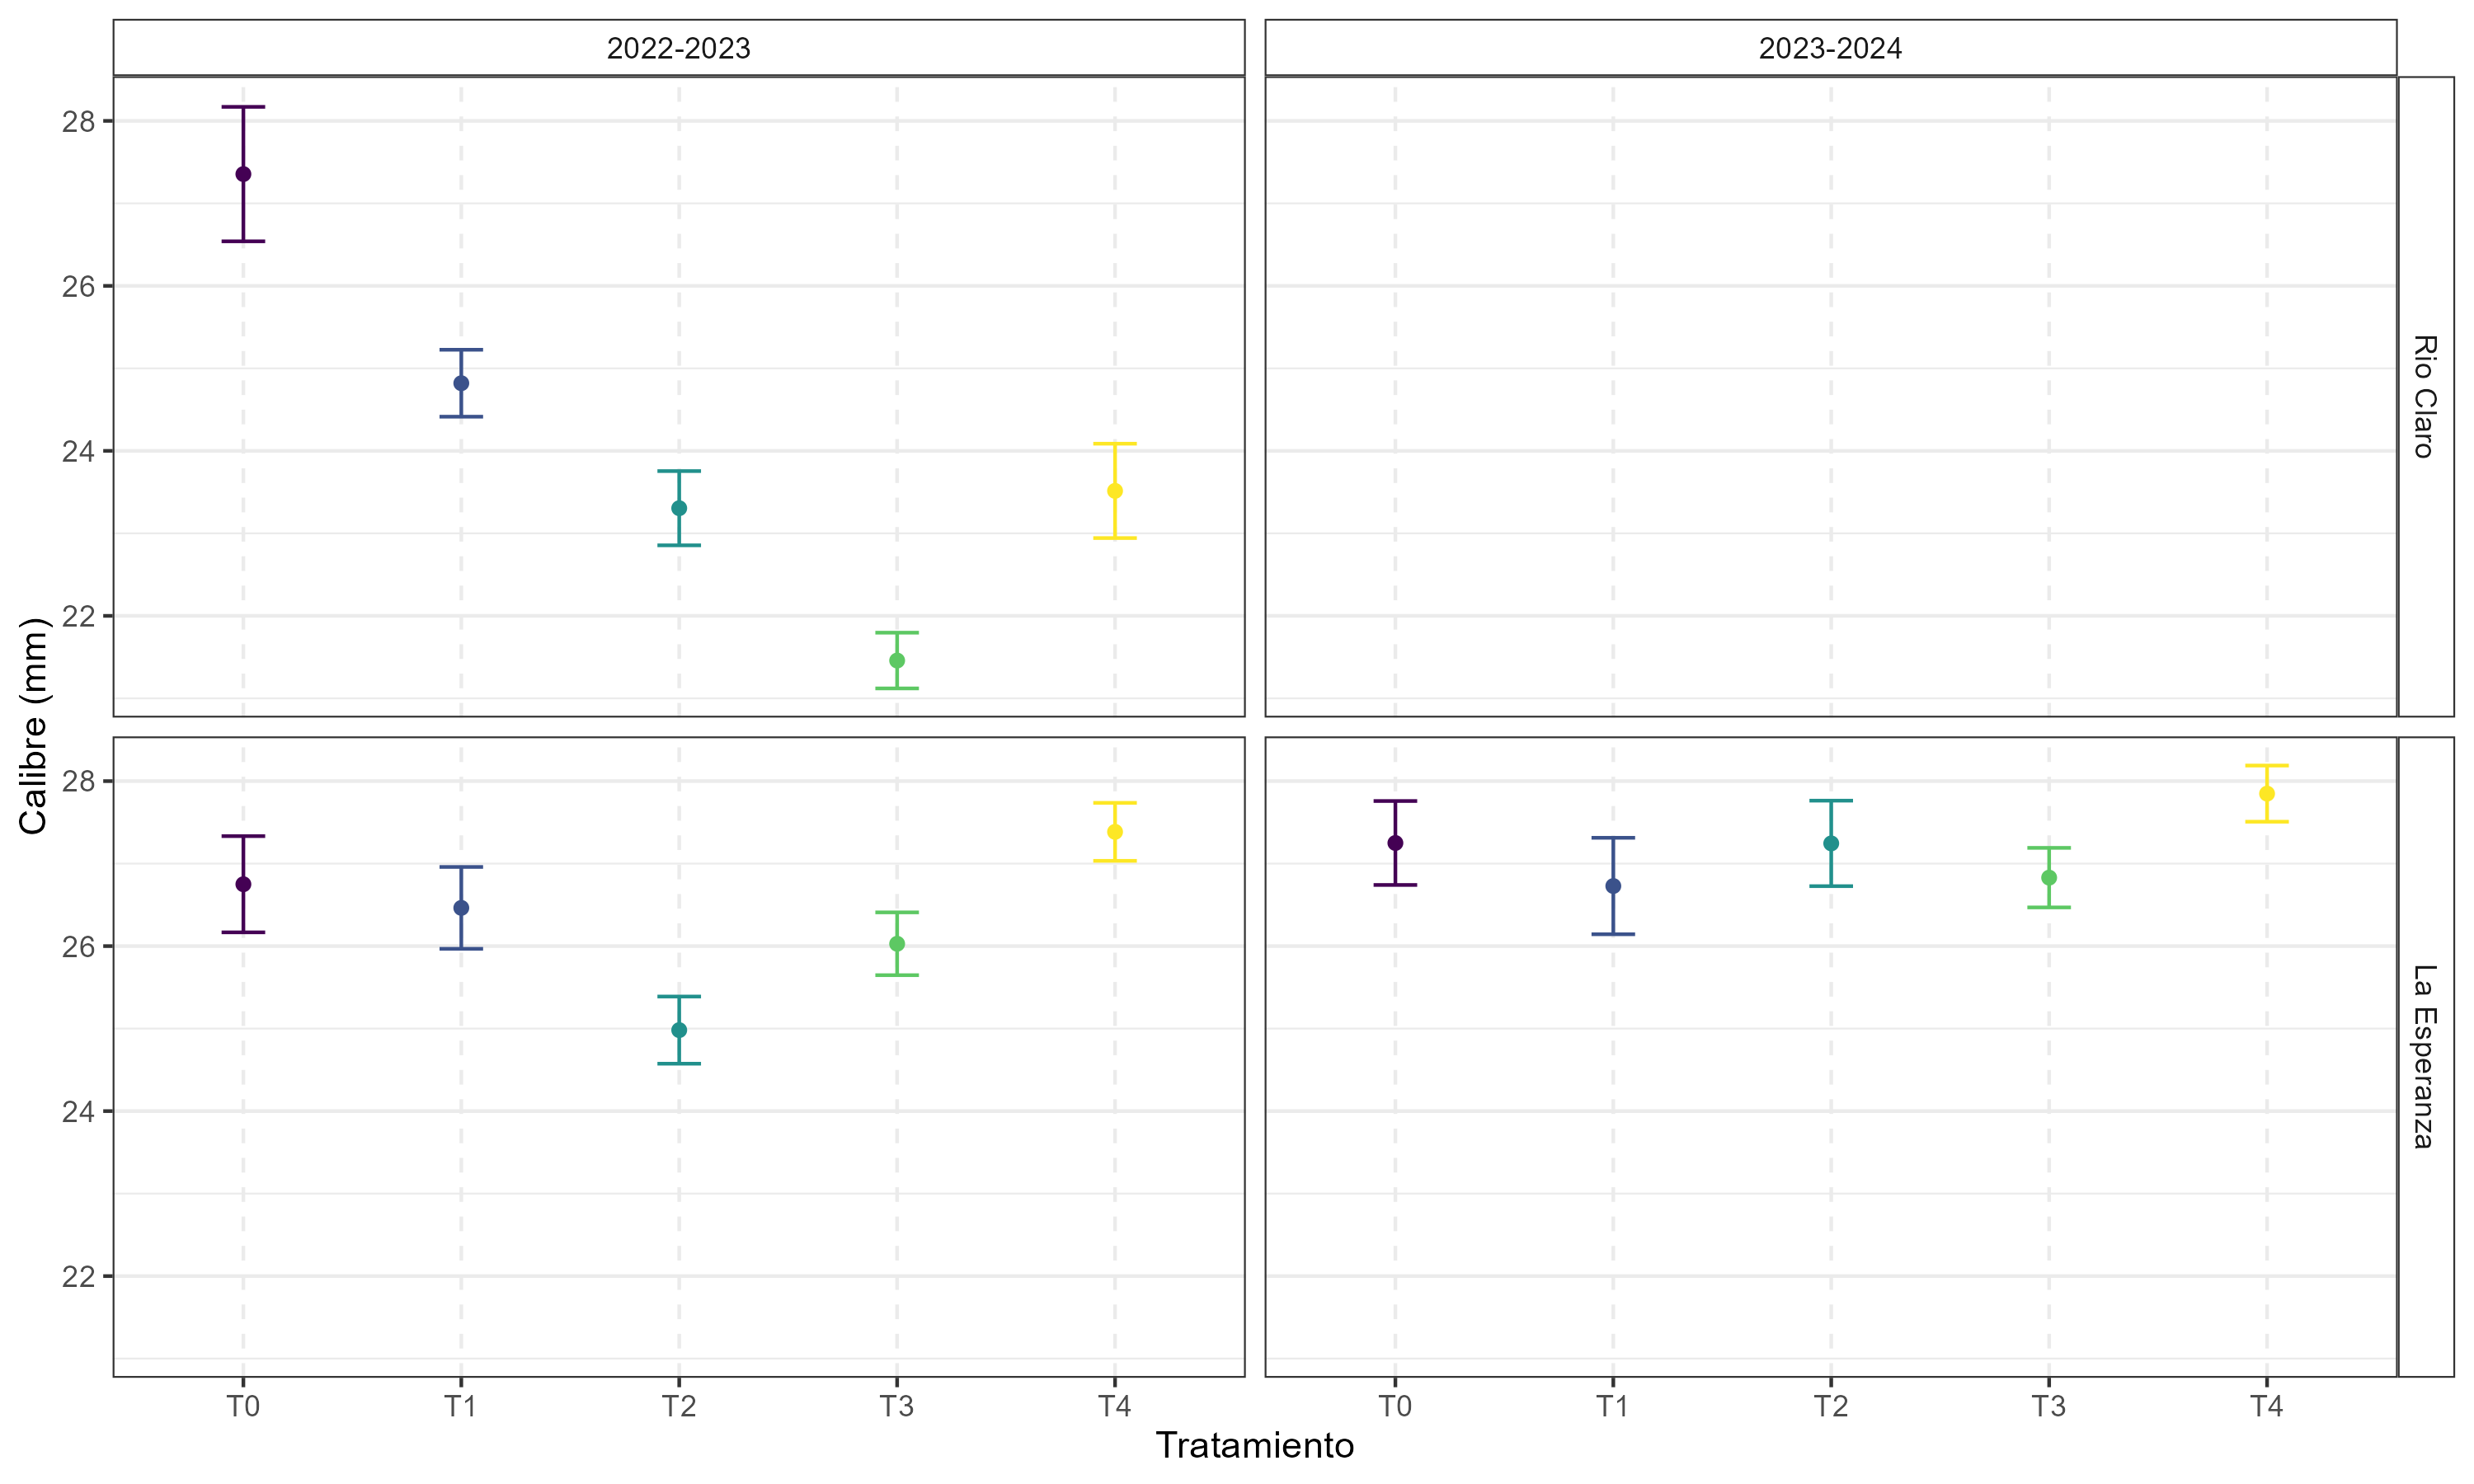 2022-2023
2023-2024
28
26
24
22
Rio Claro
28
26
24
22
La Esperanza
Calibre (mm)
T0
T1
T2
T3
T4
T0
T1
T2
T3
T4
Tratamiento